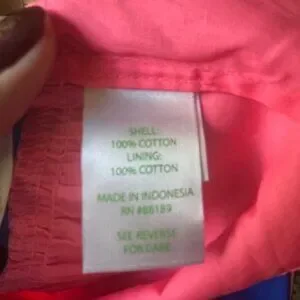 SHELL:
100% COTTON
LINING:
100% COTTON
MADE IN INDONESIA
RN #88189
SEE REVERSE
FOR CARE